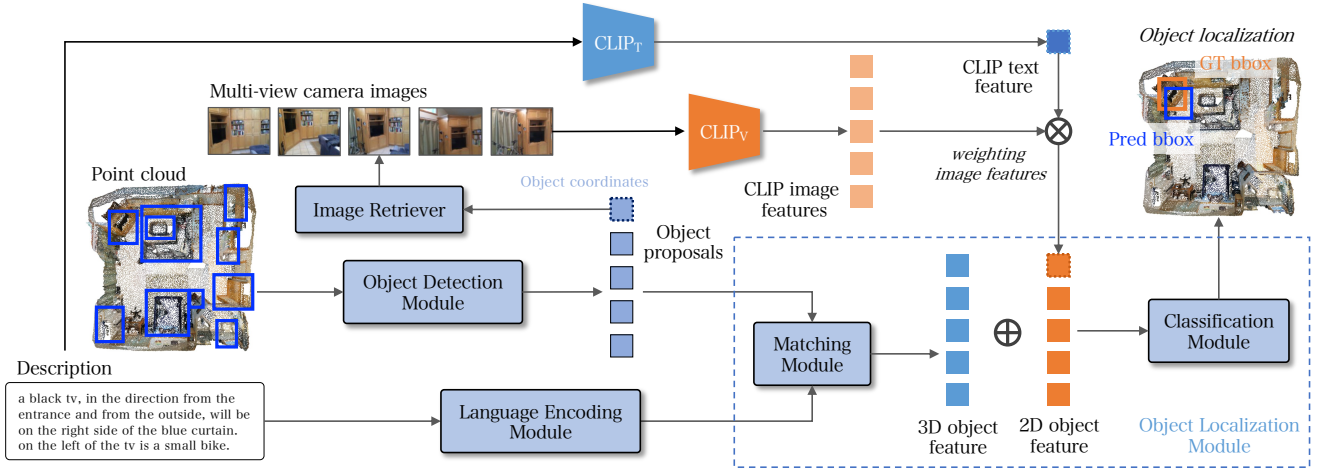 CLIPT
Object localization
GT bbox
CLIP text
feature
Multi-view camera images
CLIPV
Pred bbox
weighting
image features
Point cloud
Object coordinates
CLIP image
features
Image Retriever
Object
proposals
Object Detection
Module
Matching
Module
Classification
Module
Description
a black tv, in the direction from the
entrance and from the outside, will be
on the right side of the blue curtain.
on the left of the tv is a small bike.
Language Encoding
Module
3D object
feature
2D object
feature
Object Localization
Module